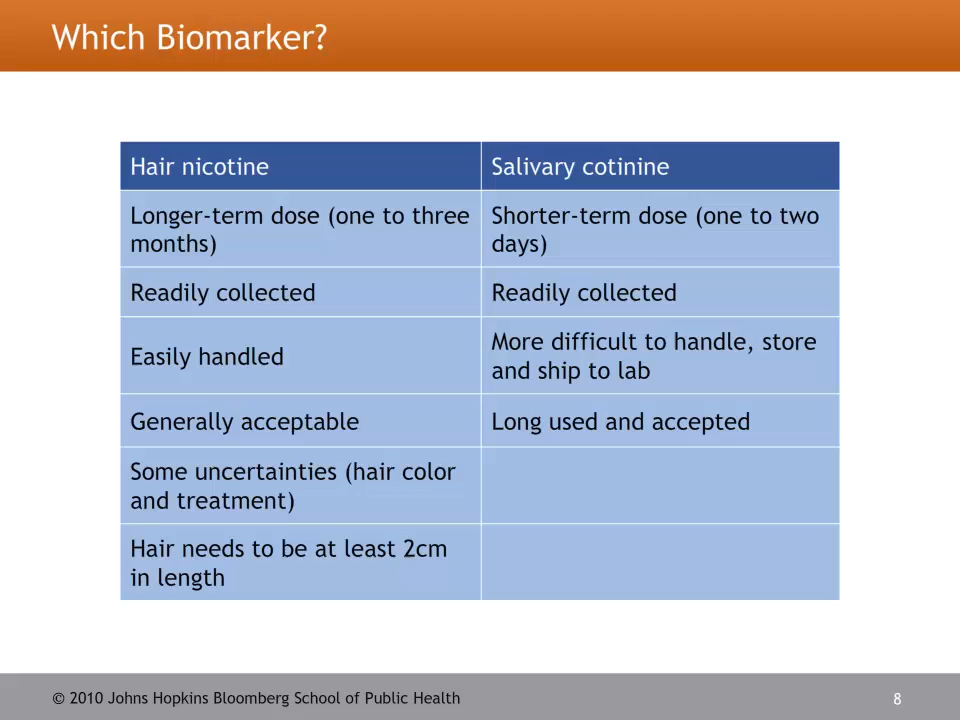 Which Biomarker?
Hair nicotine
Salivary cotinine
Longer-term dose (one to three
months)
Shorter-term dose (one to two
days)
Readily collected
Readily collected
Easily handled
More difficult to handle, store
and ship to lab
Generally acceptable
Long used and accepted
Some uncertainties (hair color
and treatment)
Hair needs to be at least 2cm
in length
© 2010 Johns Hopkins Bloomberg School of Public Health
8